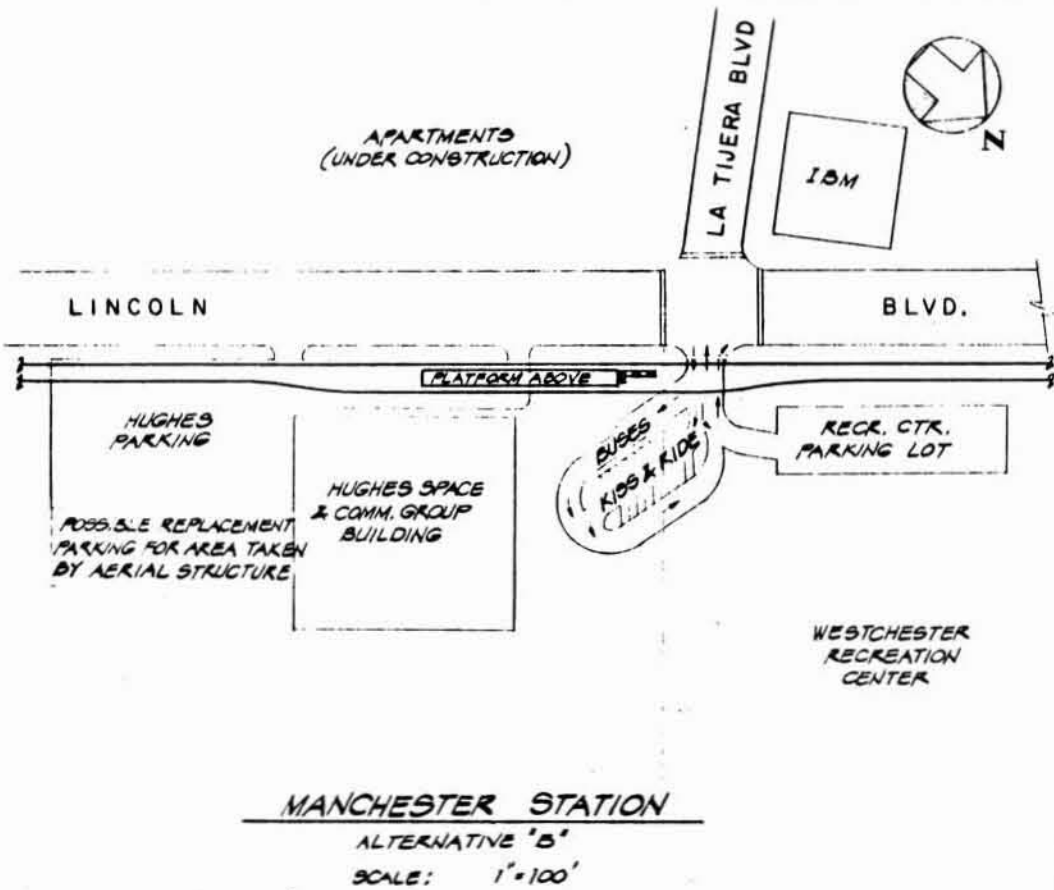 LA TIJERA BLVD
N
APARTMENTS
(UNDER CONSTRUCTION)
IBM
LINCOLN
BLVD.
PLATFORM ABOVE
HUGHES
PARKING
BUSES
KISS & RIDE
RECR. CTR.
PARKING LOT
HUGHES SPACE
& COMM. GROUP
BUILDING
POSSIBLE REPLACEMENT
PARKING FOR AREA TAKEN
BY AERIAL STRUCTURE
WESTCHESTER
RECREATION
CENTER
MANCHESTER STATION
ALTERNATIVE "B"
SCALE: 1"=100'